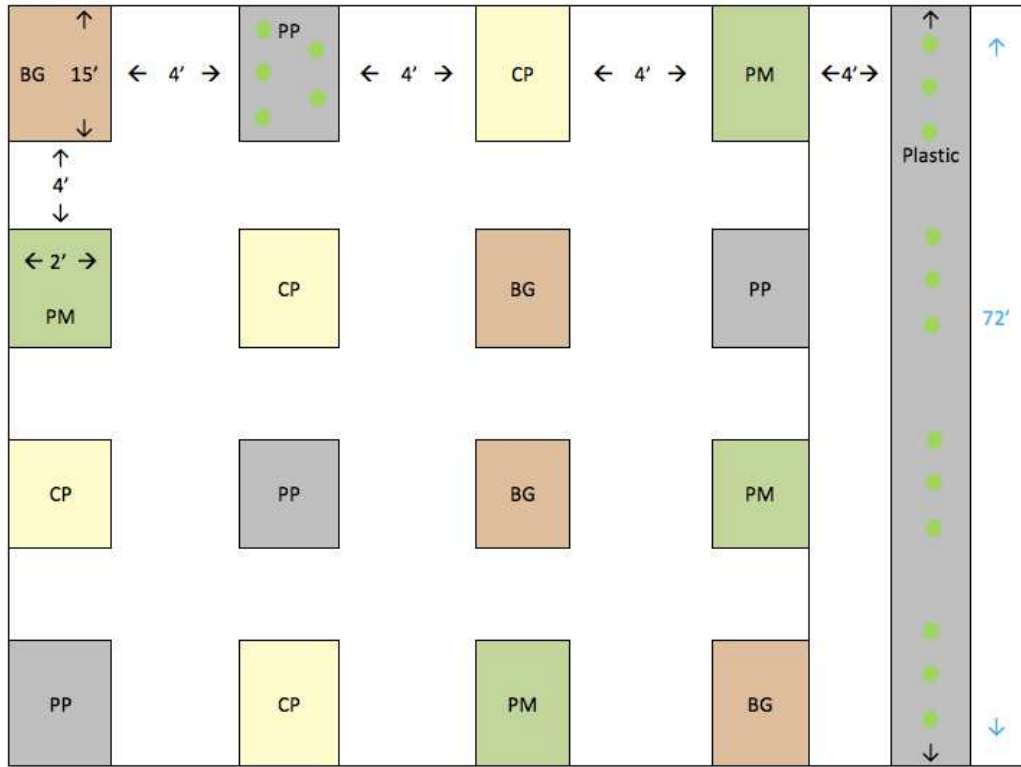 PP
BG 15’ ← 4’ → ← 4’ → CP ← 4’ → PM ←4’→
4’
Plastic
← 2’ →
PM CP BG PP 72’
CP PP BG PM
PP CP PM BG